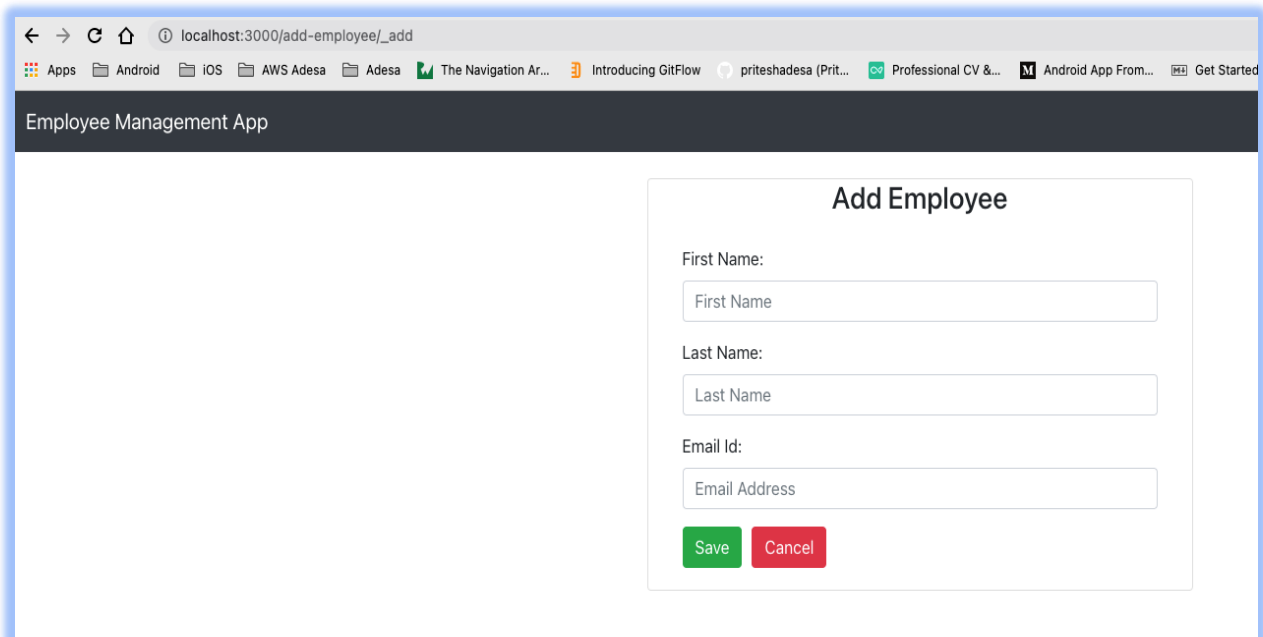 localhost:3000/add-employee/_add
Apps Android iOS AWS Adesa Adesa The Navigation Ar... Introducing GitFlow priteshadesa (Prit... Professional CV &... M Android App From... M↓ Get Started
Employee Management App
Add Employee
First Name:
First Name
Last Name:
Last Name
Email Id:
Email Address
Save Cancel